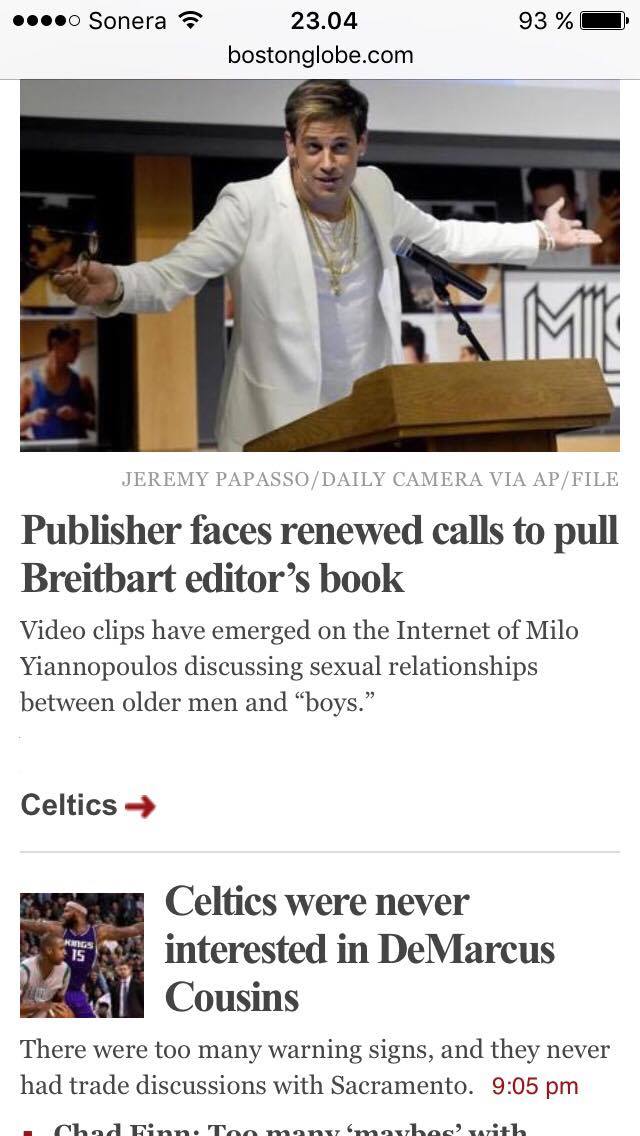 Sonera 23.04 93 %
bostonglobe.com
KINGS
15
JEREMY PAPASSO/DAILY CAMERA VIA AP/FILE
Publisher faces renewed calls to pull
Breitbart editor’s book
Video clips have emerged on the Internet of Milo
Yiannopoulos discussing sexual relationships
between older men and “boys.”
Celtics
Celtics were never
interested in DeMarcus
Cousins
There were too many warning signs, and they never
had trade discussions with Sacramento. 9:05 pm
Chad Finn: Too many ‘maybes’ with